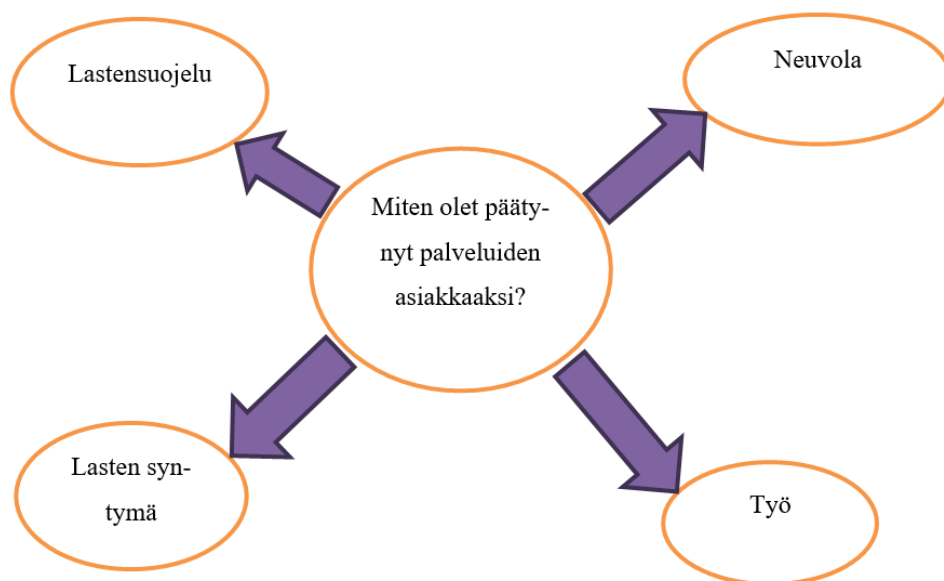 Lastensuojelu
Neuvola
Miten olet pääty-
nyt palveluiden
asiakkaaksi?
Lasten syn-
tymä
Työ